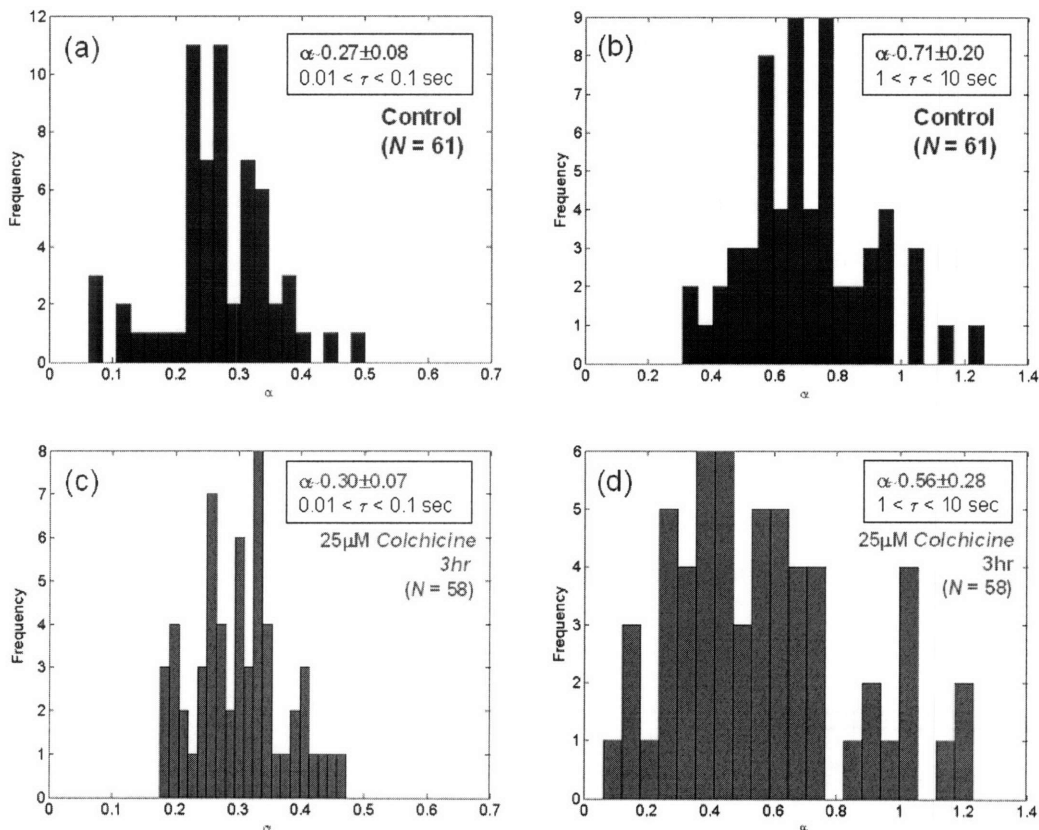 (a)
α~0.27±0.08
0.01 < τ < 0.1 sec
Control
(N = 61)
Frequency
12
10
8
6
4
2
0
0 0.1 0.2 0.3 0.4 0.5 0.6 0.7
α
(b)
α~0.71±0.20
1 < τ < 10 sec
Control
(N = 61)
Frequency
9
8
7
6
5
4
3
2
1
0
0 0.2 0.4 0.6 0.8 1 1.2 1.4
α
(c)
α~0.30±0.07
0.01 < τ < 0.1 sec
25μM Colchicine
3hr
(N = 58)
Frequency
8
7
6
5
4
3
2
1
0
0 0.1 0.2 0.3 0.4 0.5 0.6 0.7
α
(d)
α~0.56±0.28
1 < τ < 10 sec
25μM Colchicine
3hr
(N = 58)
Frequency
6
5
4
3
2
1
0
0 0.2 0.4 0.6 0.8 1 1.2 1.4
α